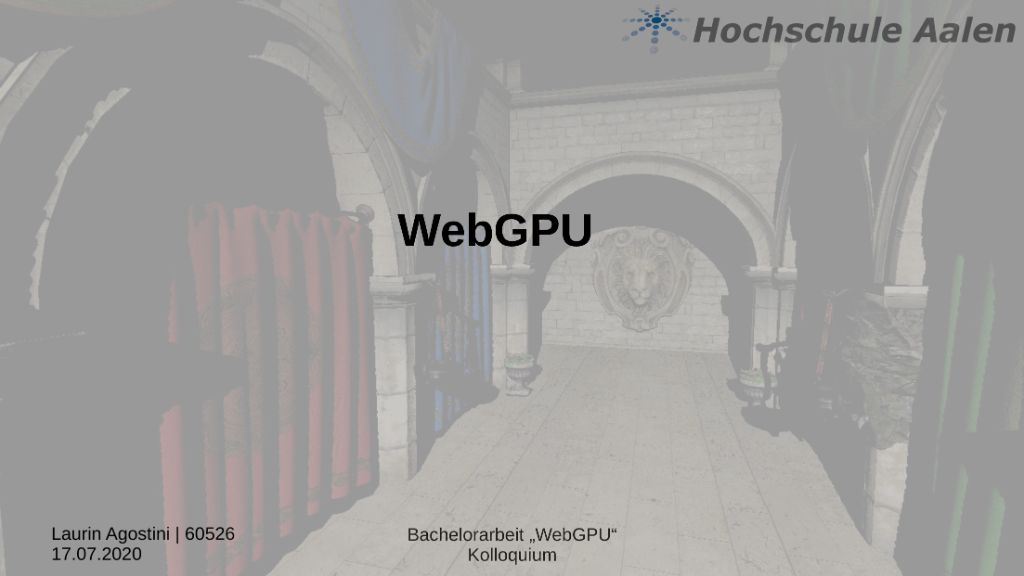 Hochschule Aalen
WebGPU
Laurin Agostini | 60526
17.07.2020
Bachelorarbeit „WebGPU“
Kolloquium